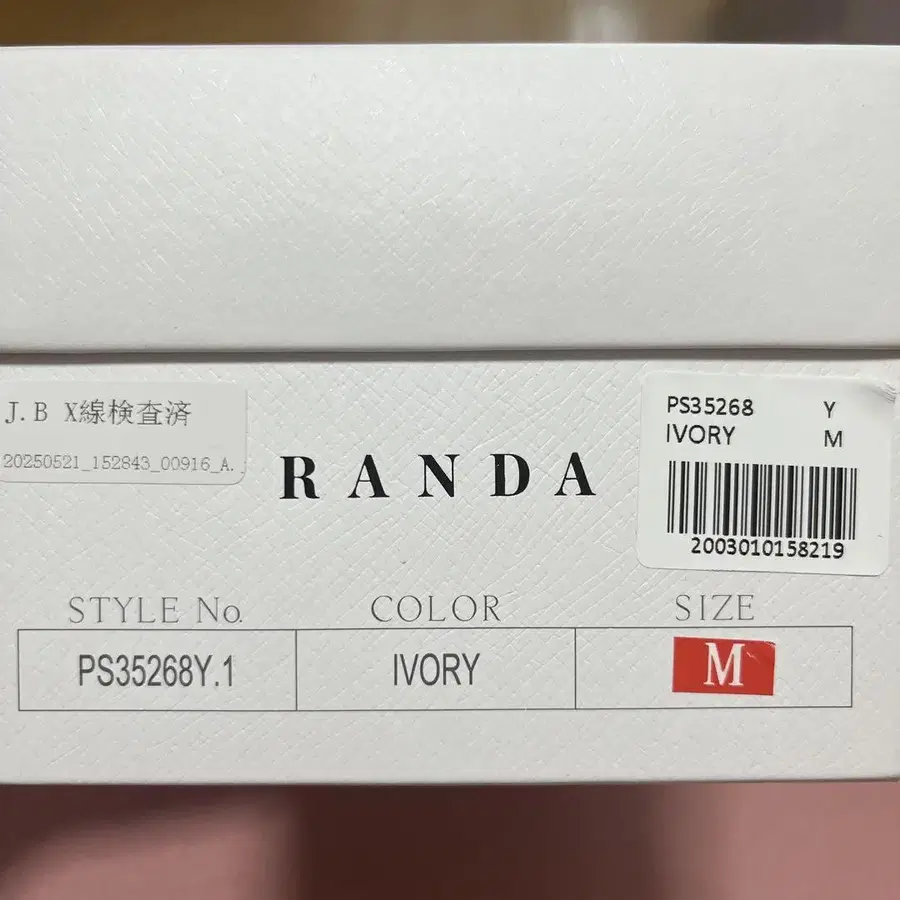 J.B X線検査済
20250521_152843_00916_A.
RANDA
PS35268 Y
IVORY M
2003010158219
STYLE No. COLOR SIZE
PS35268Y.1 IVORY M